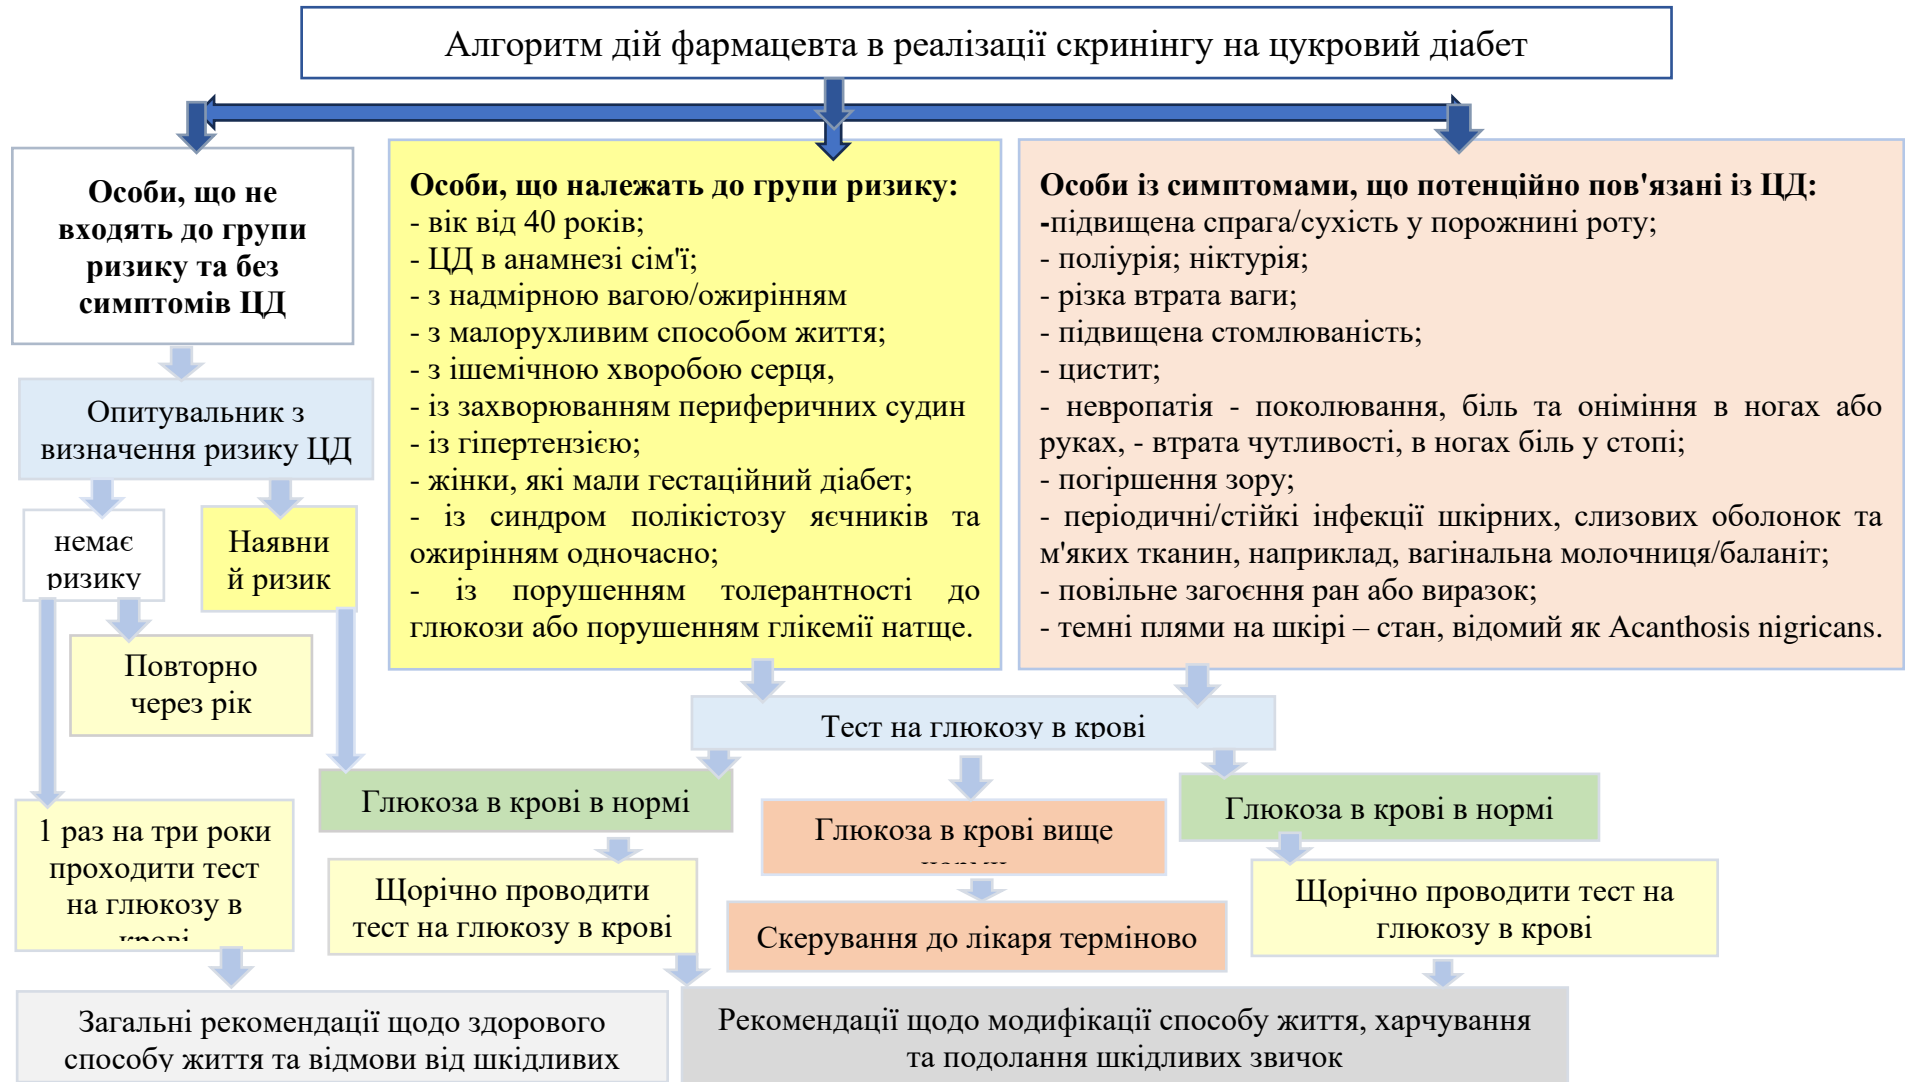 Алгоритм дій фармацевта в реалізації скринінгу на цукровий діабет
Особи, що не
входять до групи
ризику та без
симптомів ЦД
Особи, що належать до групи ризику:
- вік від 40 років;
- ЦД в анамнезі сім'ї;
- з надмірною вагою/ожирінням
- з малорухливим способом життя;
- з ішемічною хворобою серця,
- із захворюванням периферичних судин
- із гіпертензією;
- жінки, які мали гестаційний діабет;
- із синдром полікістозу яєчників та
ожирінням одночасно;
- із порушенням толерантності до
глюкози або порушенням глікемії натще.
Особи із симптомами, що потенційно пов'язані із ЦД:
-підвищена спрага/сухість у порожнині роту;
- поліурія; ніктурія;
- різка втрата ваги;
- підвищена стомлюваність;
- цистит;
- невропатія - поколювання, біль та оніміння в ногах або
руках, - втрата чутливості, в ногах біль у стопі;
- погіршення зору;
- періодичні/стійкі інфекції шкірних, слизових оболонок та
м'яких тканин, наприклад, вагінальна молочниця/баланіт;
- повільне загоєння ран або виразок;
- темні плями на шкірі – стан, відомий як Acanthosis nigricans.
Опитувальник з
визначення ризику ЦД
немає
ризику
Наявни
й ризик
Повторно
через рік
Тест на глюкозу в крові
Глюкоза в крові в нормі
Глюкоза в крові вище
Глюкоза в крові в нормі
1 раз на три роки
проходити тест
на глюкозу в
крові
Щорічно проводити
тест на глюкозу в крові
Скерування до лікаря терміново
Щорічно проводити тест на
глюкозу в крові
Загальні рекомендації щодо здорового
способу життя та відмови від шкідливих
Рекомендації щодо модифікації способу життя, харчування
та подолання шкідливих звичок